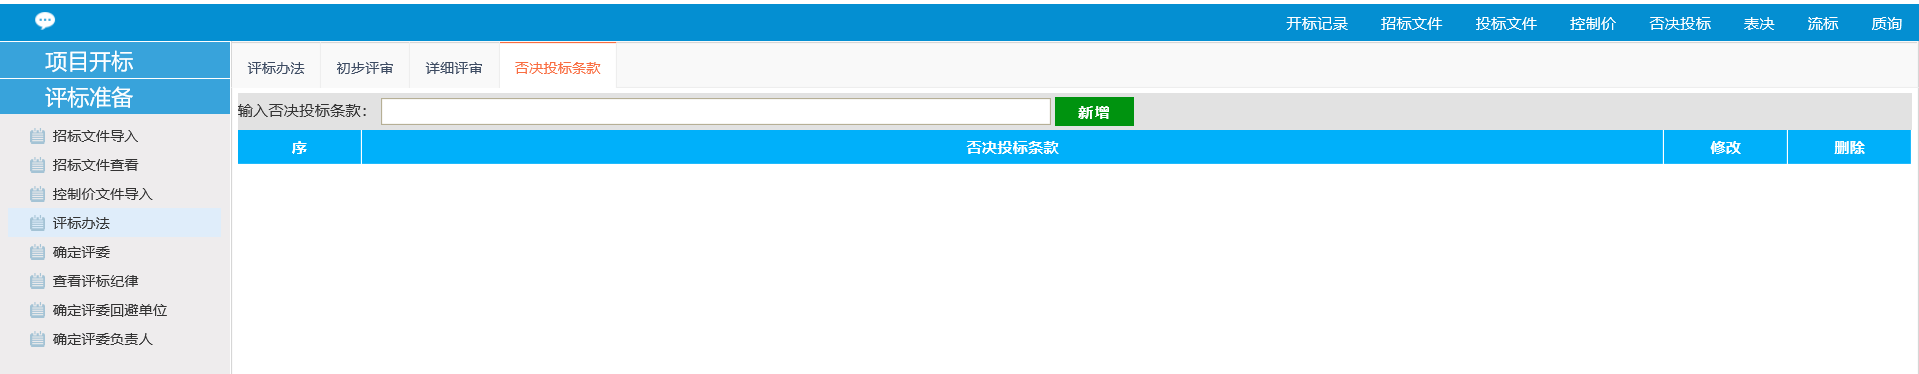 开标记录 招标文件 投标文件 控制价 否决投标 表决 流标 质询
项目开标
评标准备
招标文件导入
招标文件查看
控制价文件导入
评标办法
确定评委
查看评标纪律
确定评委回避单位
确定评委负责人
评标办法 初步评审 详细评审 否决投标条款
输入否决投标条款： 新增
序 否决投标条款 修改 删除